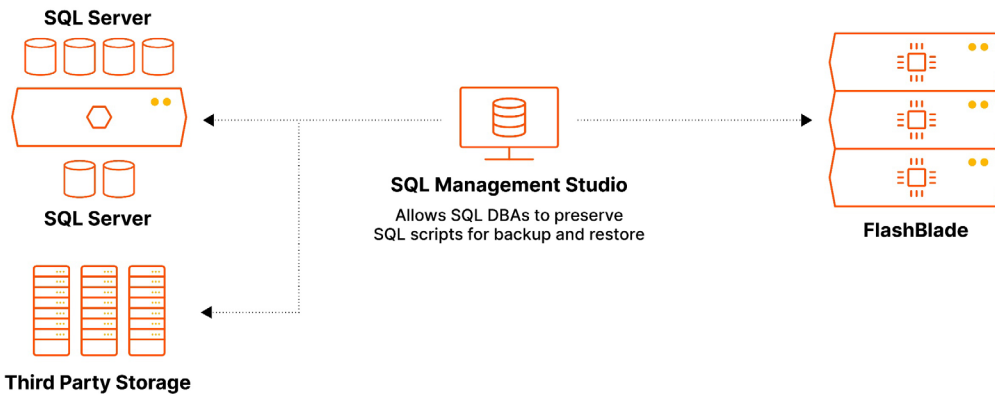 SQL Server
SQL Server
Third Party Storage
SQL Management Studio
Allows SQL DBAs to preserve
SQL scripts for backup and restore
FlashBlade